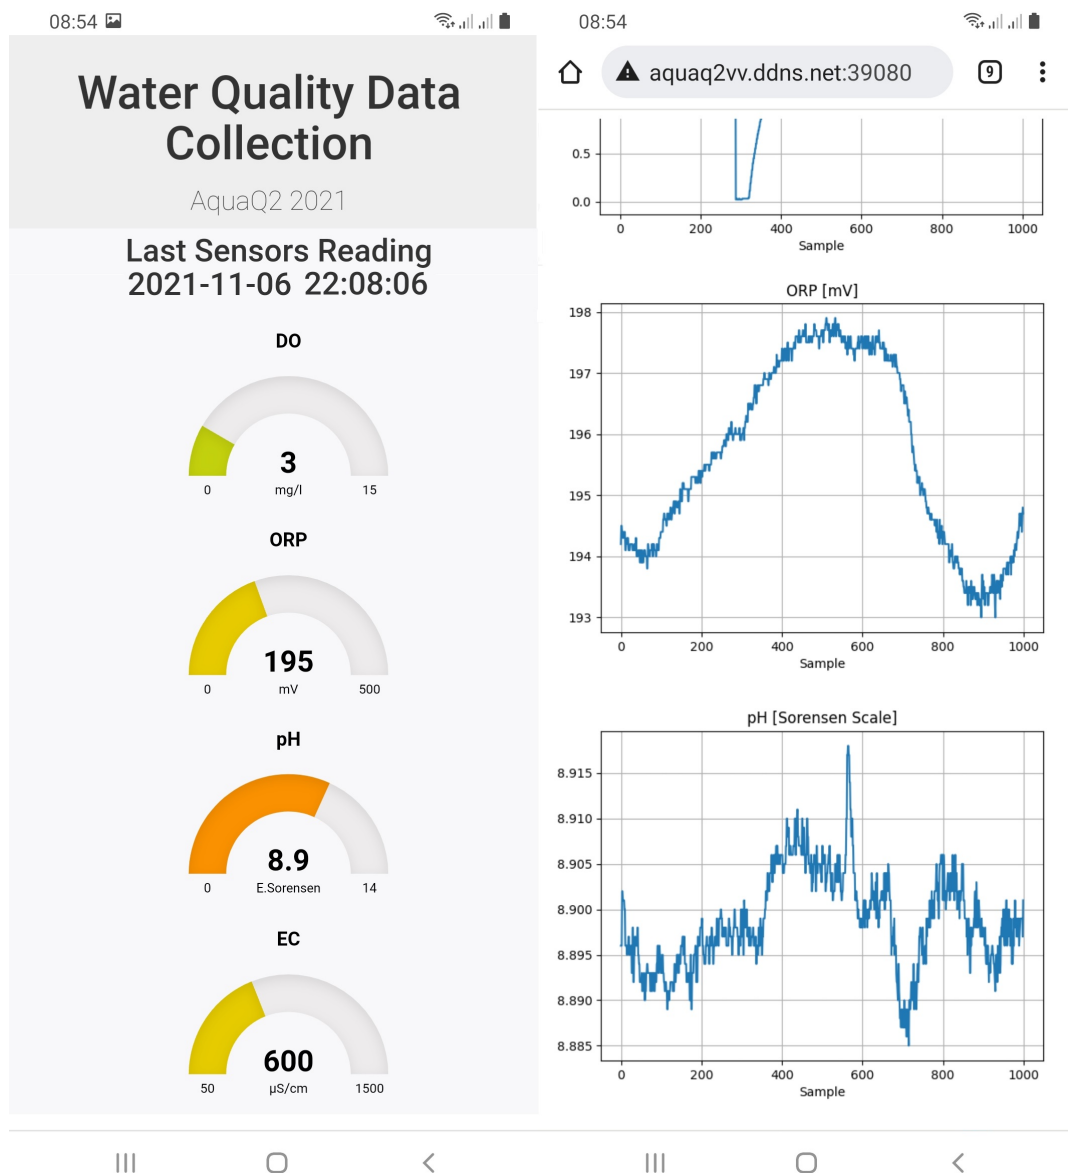 08:54
Water Quality Data
Collection
AquaQ2 2021
Last Sensors Reading
2021-11-06 22:08:06
DO
3
0 mg/l 15
ORP
195
0 mV 500
pH
8.9
0 E.Sorensen 14
EC
600
50 µS/cm 1500
08:54
aquaq2vv.ddns.net:39080
9
0.5
0.0
0 200 400 600 800 1000
Sample
ORP [mV]
198
197
196
195
194
193
0 200 400 600 800 1000
Sample
pH [Sorensen Scale]
8.915
8.910
8.905
8.900
8.895
8.890
8.885
0 200 400 600 800 1000
Sample